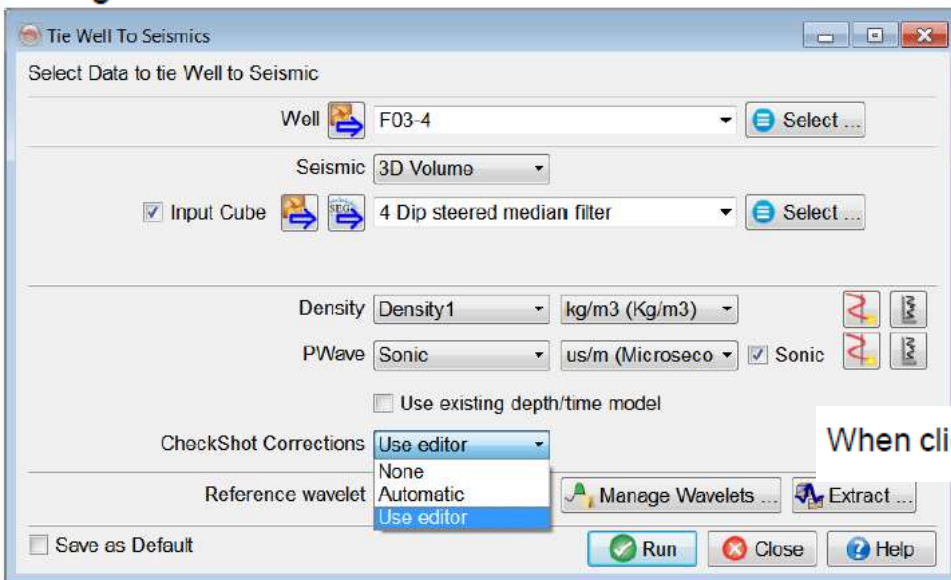 Tie Well To Seismics
Select Data to tie Well to Seismic
Well F03-4 Select ...
Seismic 3D Volume
Input Cube SEG 4 Dip steered median filter Select ...
Density Density1 kg/m3 (Kg/m3)
PWave Sonic us/m (Microseco Sonic
Use existing depth/time model
CheckShot Corrections Use editor
When cli
None
Reference wavelet Automatic Manage Wavelets ... Extract ...
Use editor
Save as Default Run Close Help